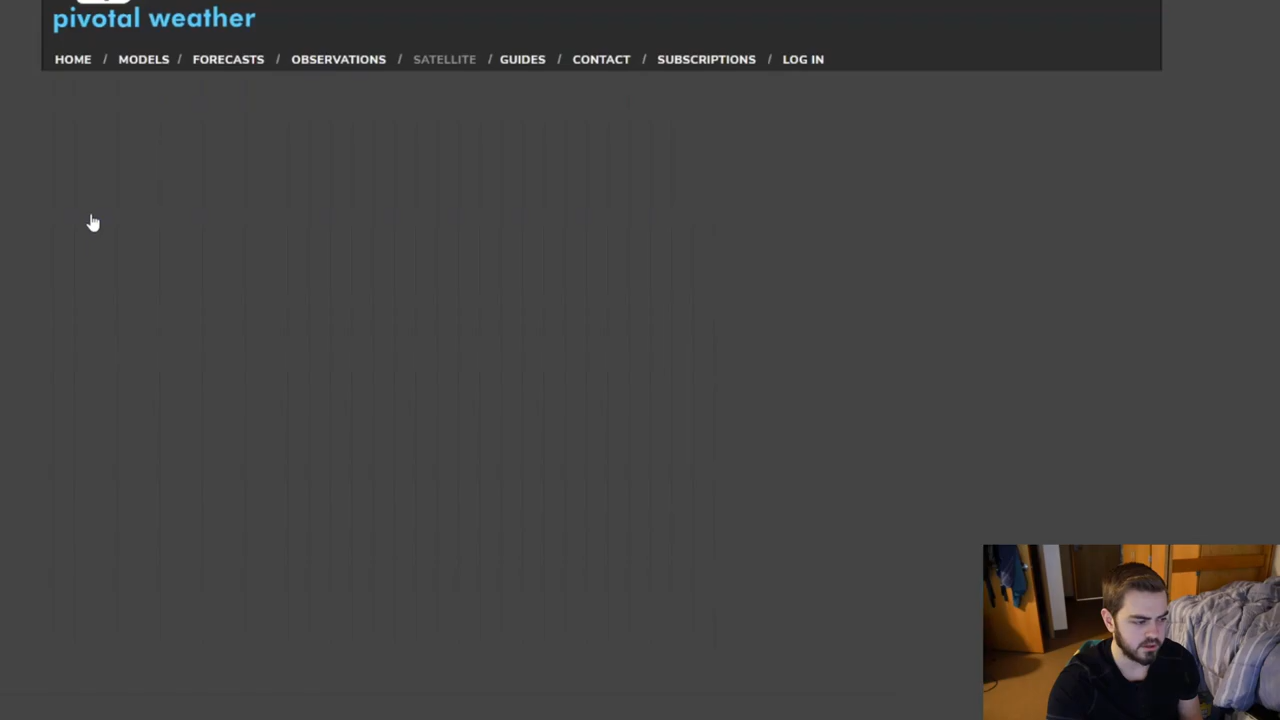 pivotal weather
HOME / MODELS / FORECASTS / OBSERVATIONS / SATELLITE / GUIDES / CONTACT / SUBSCRIPTIONS / LOG IN